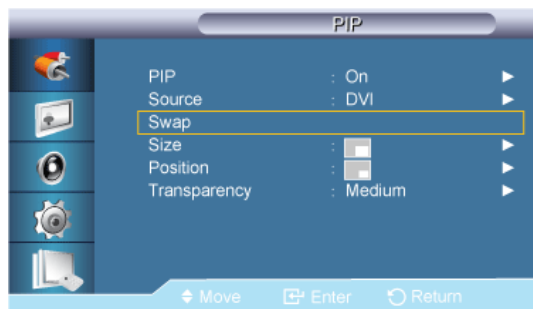 PIP
PIP : On
Source : DVI
Swap
Size :
Position :
Transparency : Medium
Move Enter Return